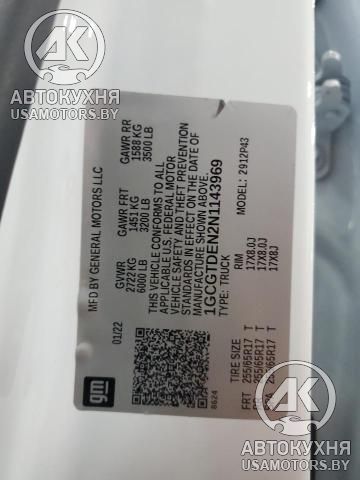 MFD BY GENERAL MOTORS LLC
01/22
GVWR
2722 KG
6000 LB
GAWR FRT
1451 KG
3200 LB
GAWR RR
1588 KG
3500 LB
THIS VEHICLE CONFORMS TO ALL
APPLICABLE U.S. FEDERAL MOTOR
VEHICLE SAFETY AND THEFT PREVENTION
STANDARDS IN EFFECT ON THE DATE OF
MANUFACTURE SHOWN ABOVE.
1GCGTDEN2N1143969
TYPE: TRUCK
MODEL: 2912P43
gm
8624
TIRE SIZE
RIM
FRT 255/65R17 T 17X8.0J
255/65R17 T 17X8.0J
17X8J
АВТОКУХНЯ
USAMOTORS.BY
АВТОКУХНЯ
USAMOTORS.BY